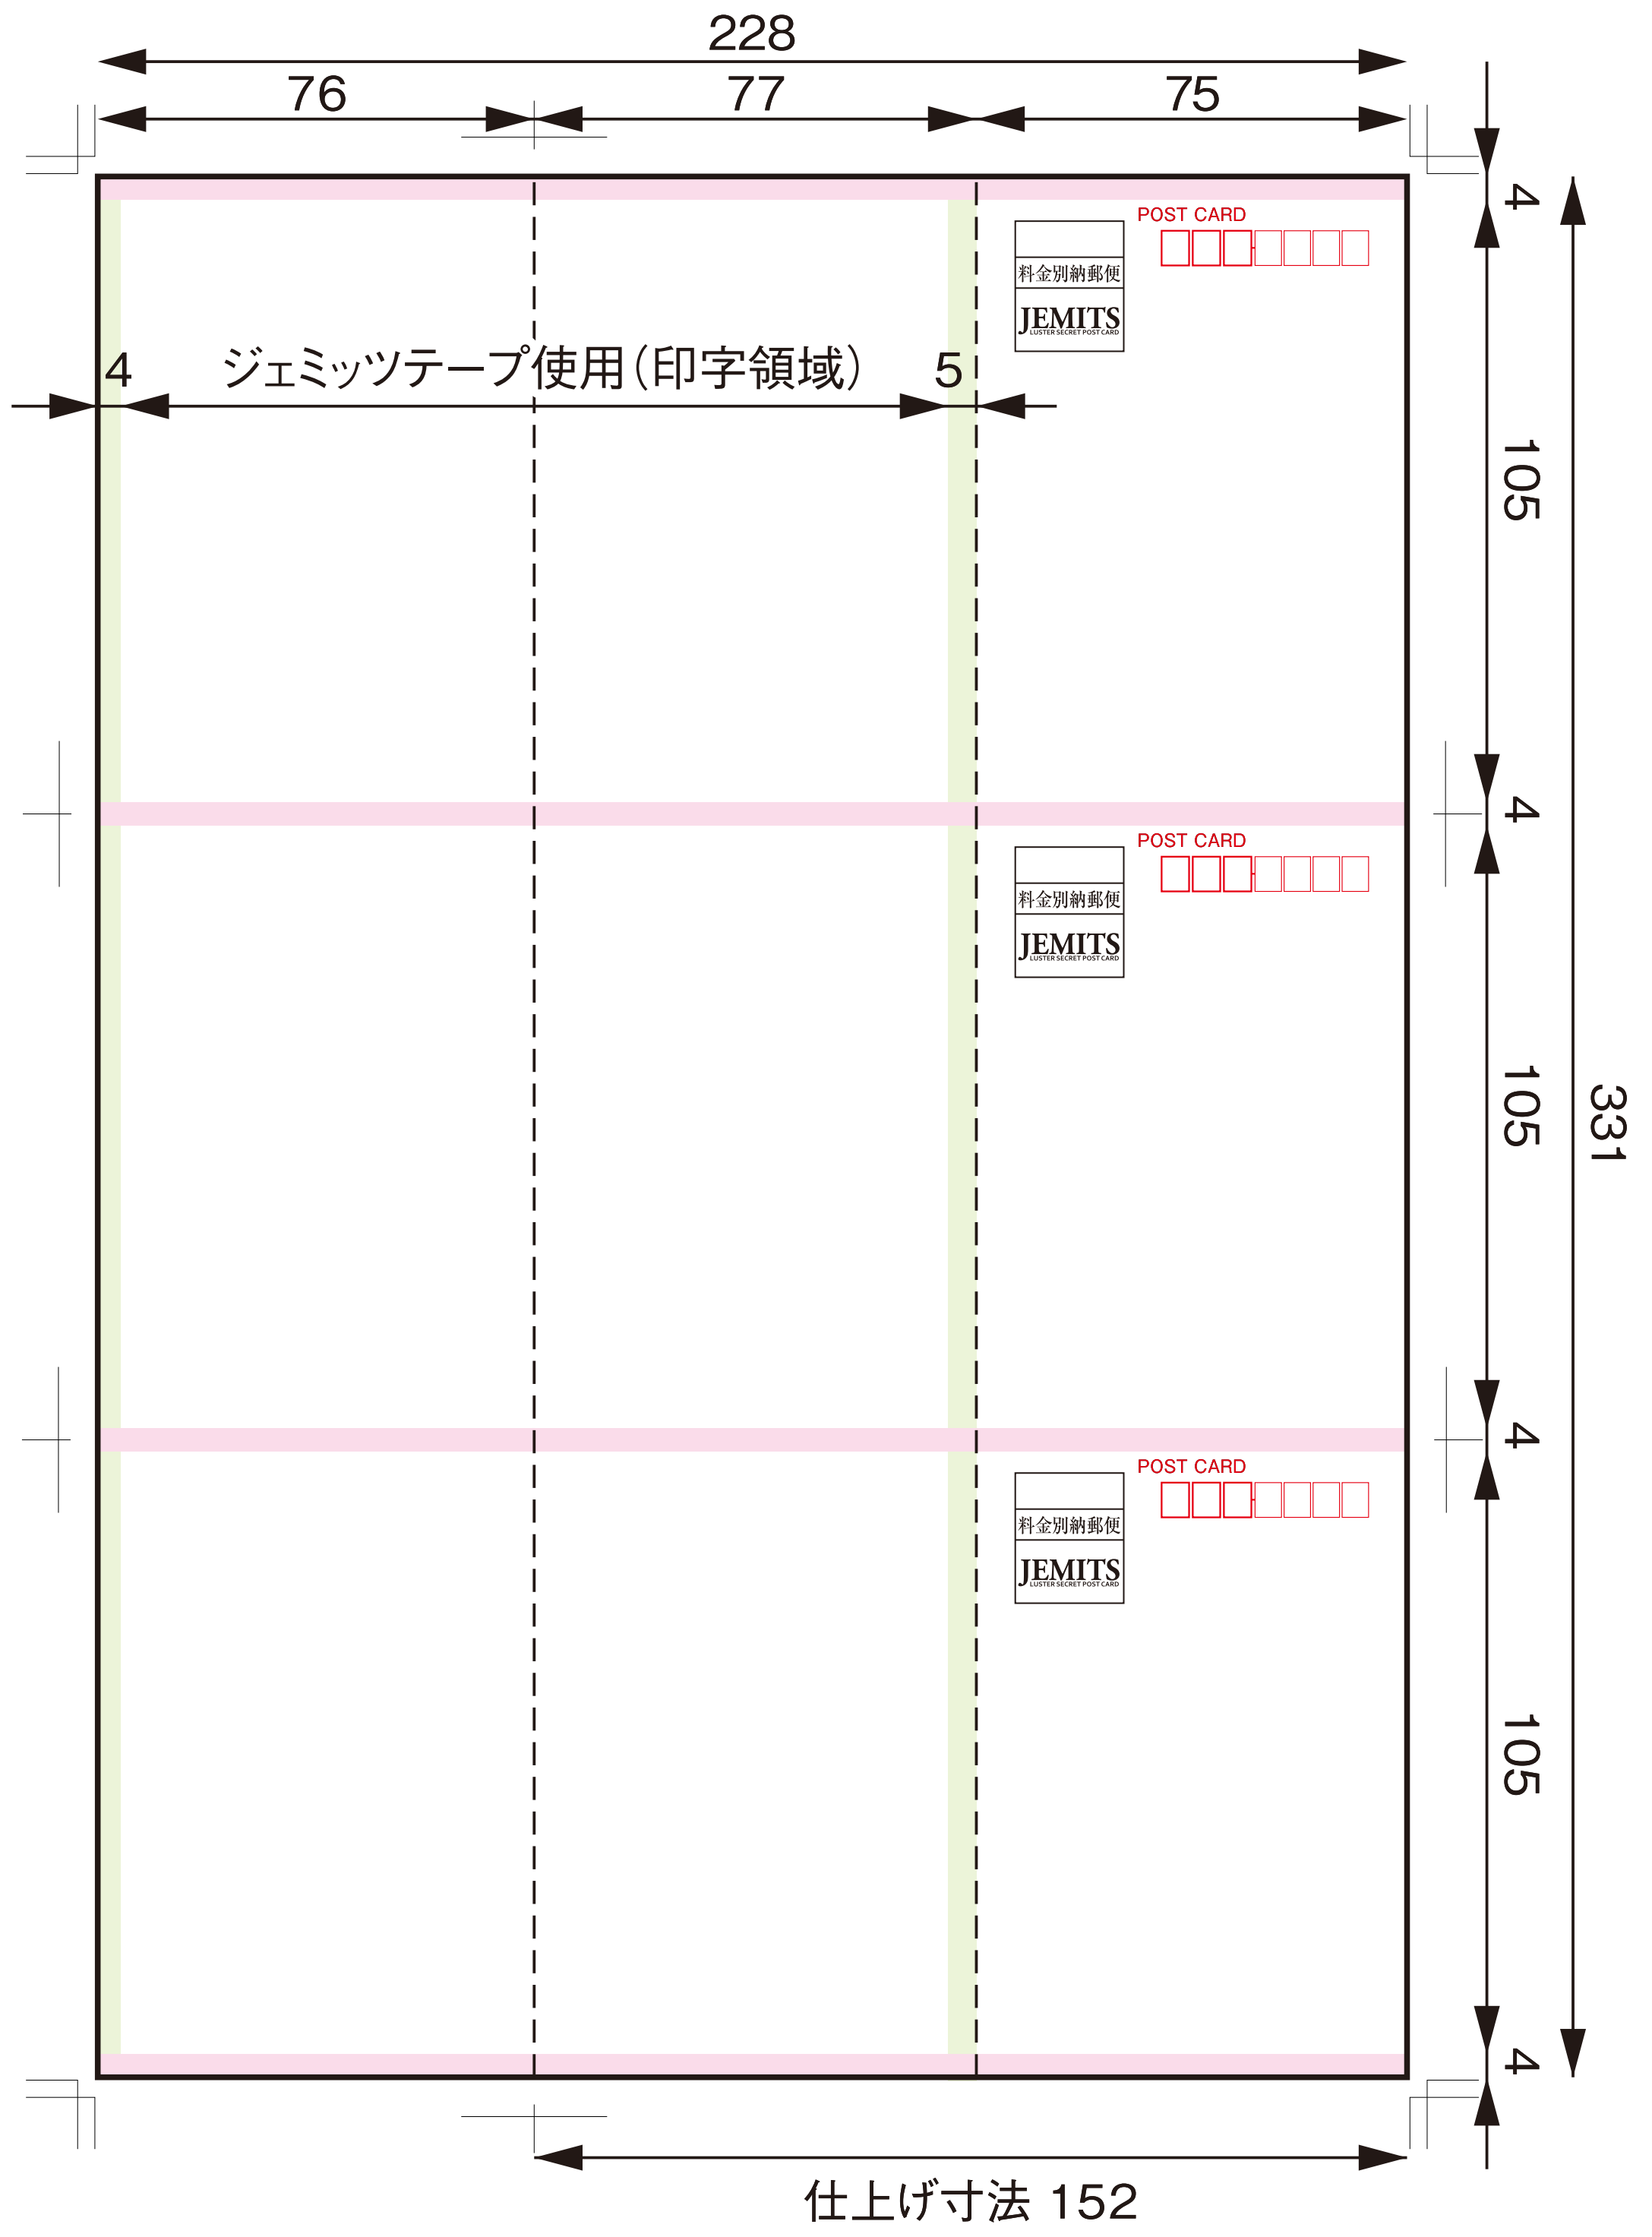 228
76 77 75
4
POST CARD
料金別納郵便
JEMITS
LUSTER SECRET POST CARD
4 ジェミッツテープ使用（印字領域） 5
105
4
POST CARD
料金別納郵便
JEMITS
LUSTER SECRET POST CARD
105
331
4
POST CARD
料金別納郵便
JEMITS
LUSTER SECRET POST CARD
105
4
仕上げ寸法 152